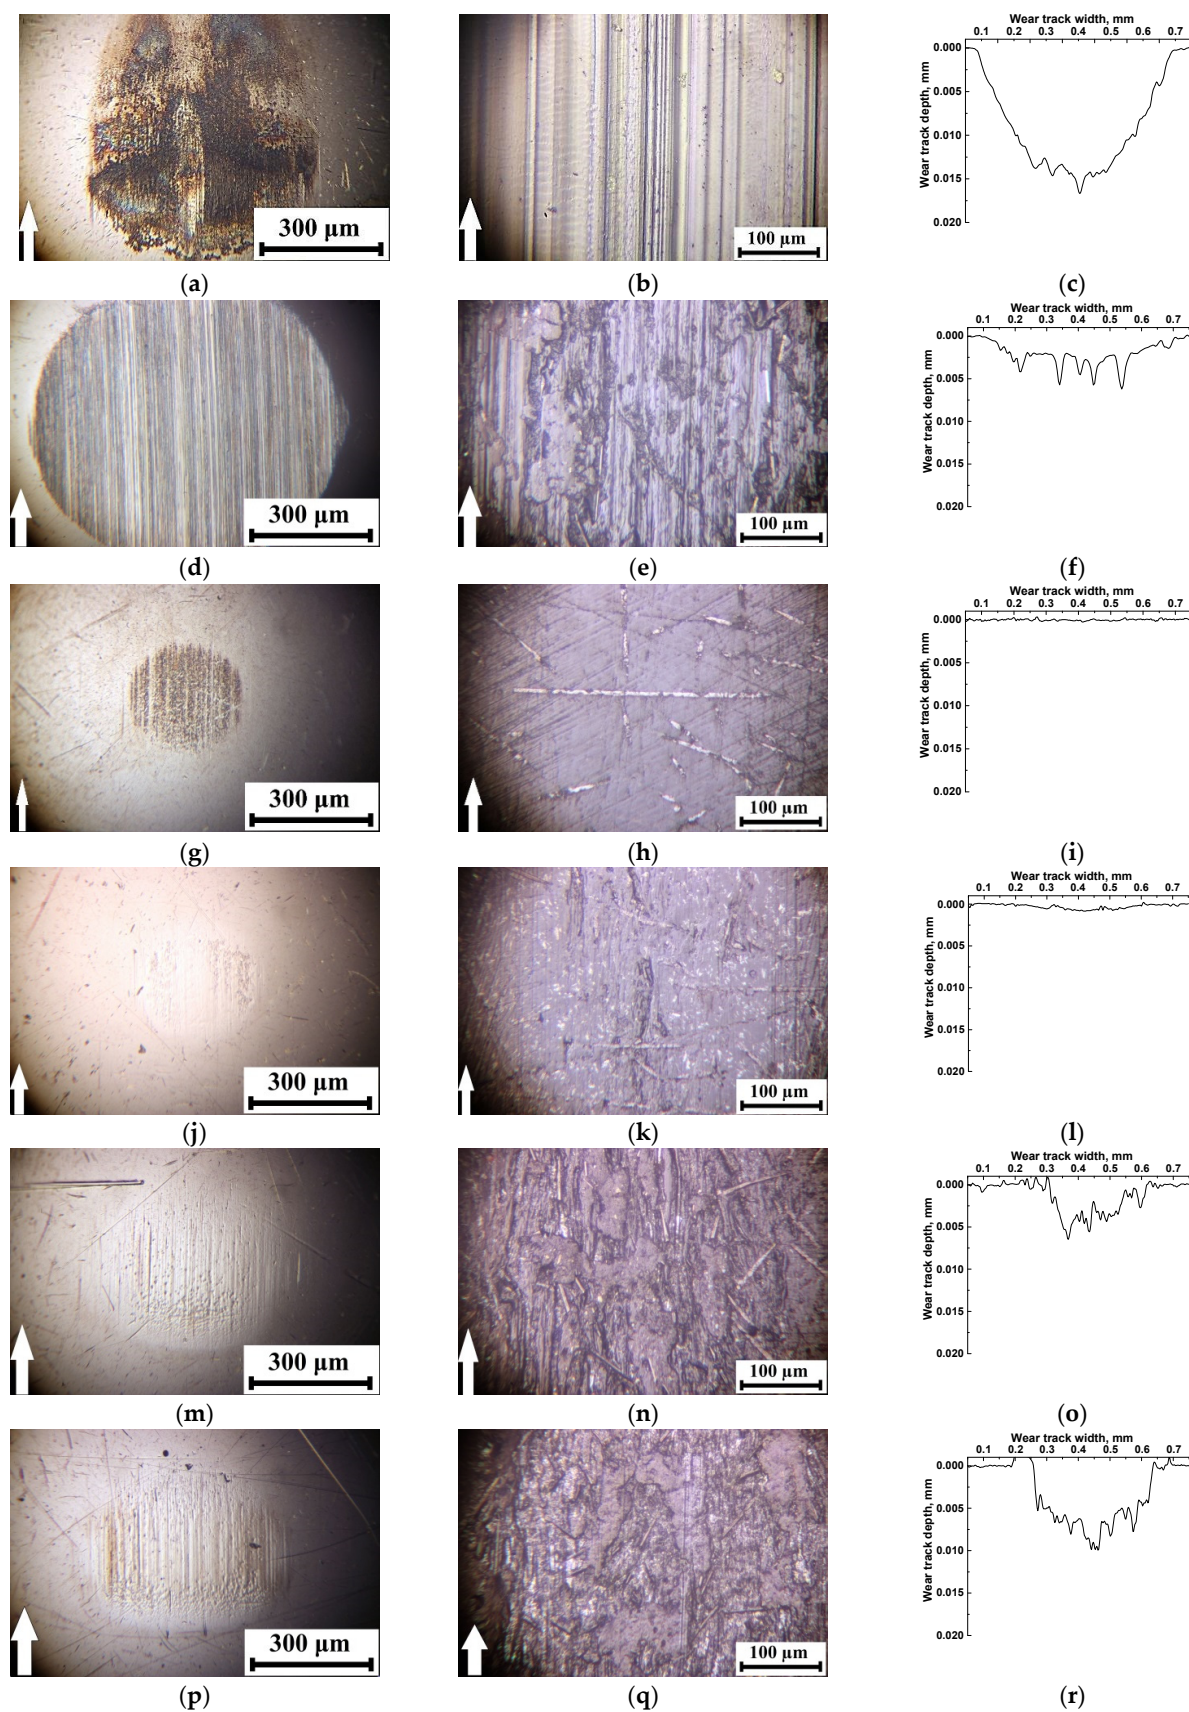 300 µm
100 µm
Wear track width, mm
0.1 0.2 0.3 0.4 0.5 0.6 0.7
Wear track depth, mm
0.000
0.005
0.010
0.015
0.020
(a)
(b)
(c)
300 µm
100 µm
Wear track width, mm
0.1 0.2 0.3 0.4 0.5 0.6 0.7
Wear track depth, mm
0.000
0.005
0.010
0.015
0.020
(d)
(e)
(f)
300 µm
100 µm
Wear track width, mm
0.1 0.2 0.3 0.4 0.5 0.6 0.7
Wear track depth, mm
0.000
0.005
0.010
0.015
0.020
(g)
(h)
(i)
300 µm
100 µm
Wear track width, mm
0.1 0.2 0.3 0.4 0.5 0.6 0.7
Wear track depth, mm
0.000
0.005
0.010
0.015
0.020
(j)
(k)
(l)
300 µm
100 µm
Wear track width, mm
0.1 0.2 0.3 0.4 0.5 0.6 0.7
Wear track depth, mm
0.000
0.005
0.010
0.015
0.020
(m)
(n)
(o)
300 µm
100 µm
Wear track width, mm
0.1 0.2 0.3 0.4 0.5 0.6 0.7
Wear track depth, mm
0.000
0.005
0.010
0.015
0.020
(p)
(q)
(r)